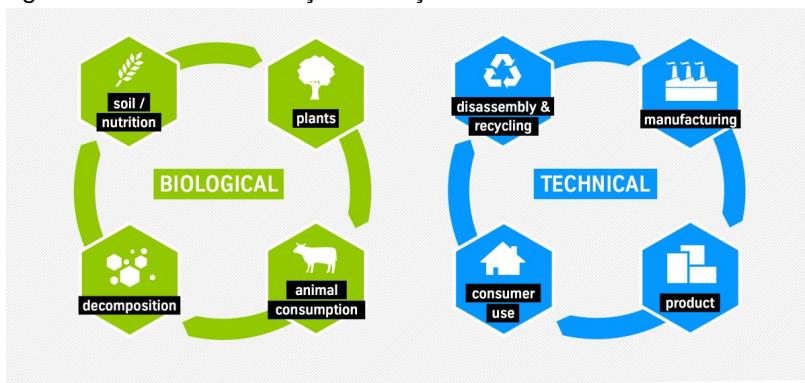 soil /
nutrition
plants
BIOLOGICAL
decomposition
animal
consumption
disassembly &
recycling
manufacturing
TECHNICAL
consumer
use
product